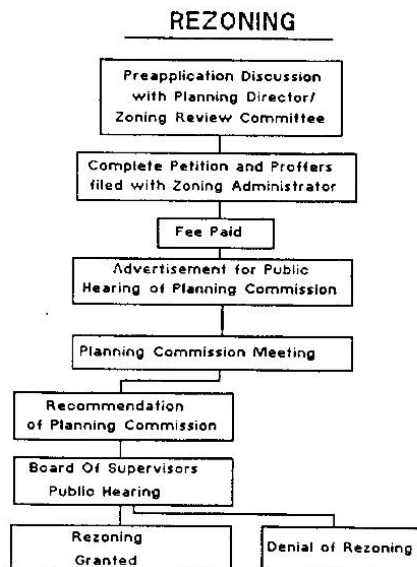 REZONING
Preapplication Discussion
with Planning Director/
Zoning Review Committee
Complete Petition and Proffers
filed with Zoning Administrator
Fee Paid
Advertisement for Public
Hearing of Planning Commission
Planning Commission Meeting
Recommendation
of Planning Commission
Board Of Supervisors
Public Hearing
Rezoning
Granted
Denial of Rezoning